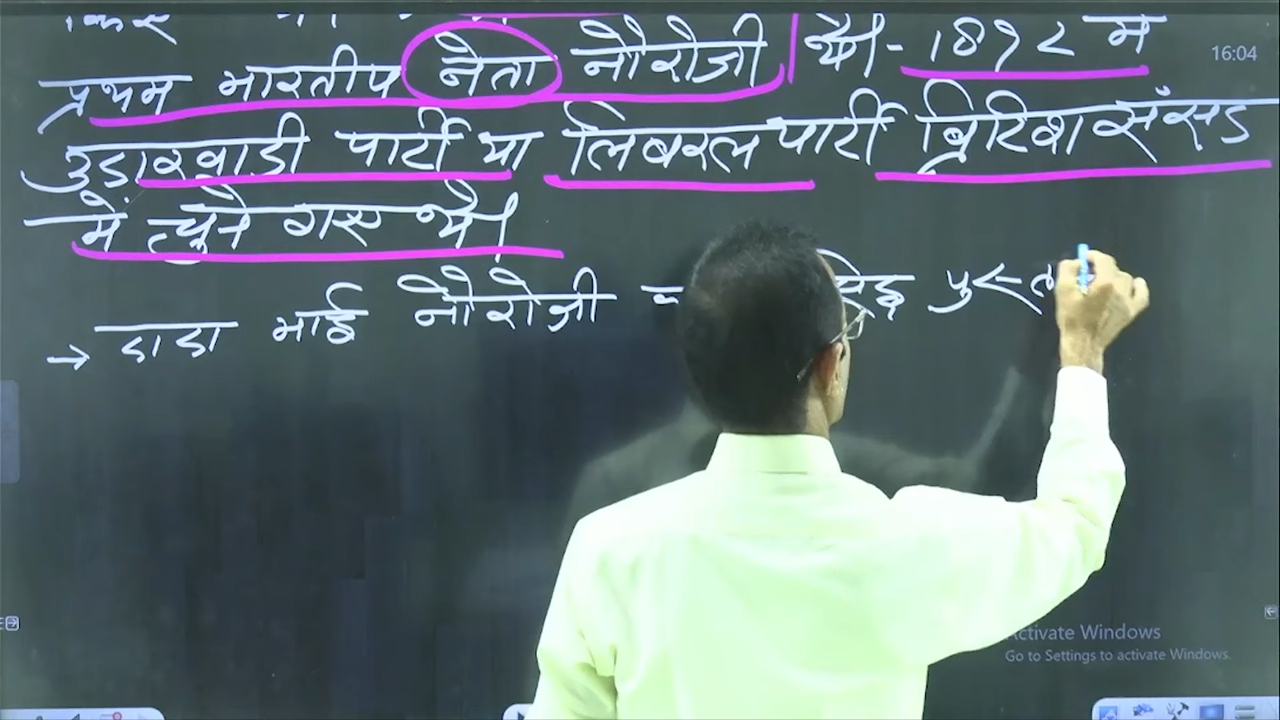 16:04
प्रथम भारतीय नेता नौरोजी थे।- 1892 में
उदारवादी पार्टी या लिबरल पार्टी ब्रिटिश संसद
में चुने गए थे।
→ दादा भाई नौरोजी पुस्त
Activate Windows
Go to Settings to activate Windows.